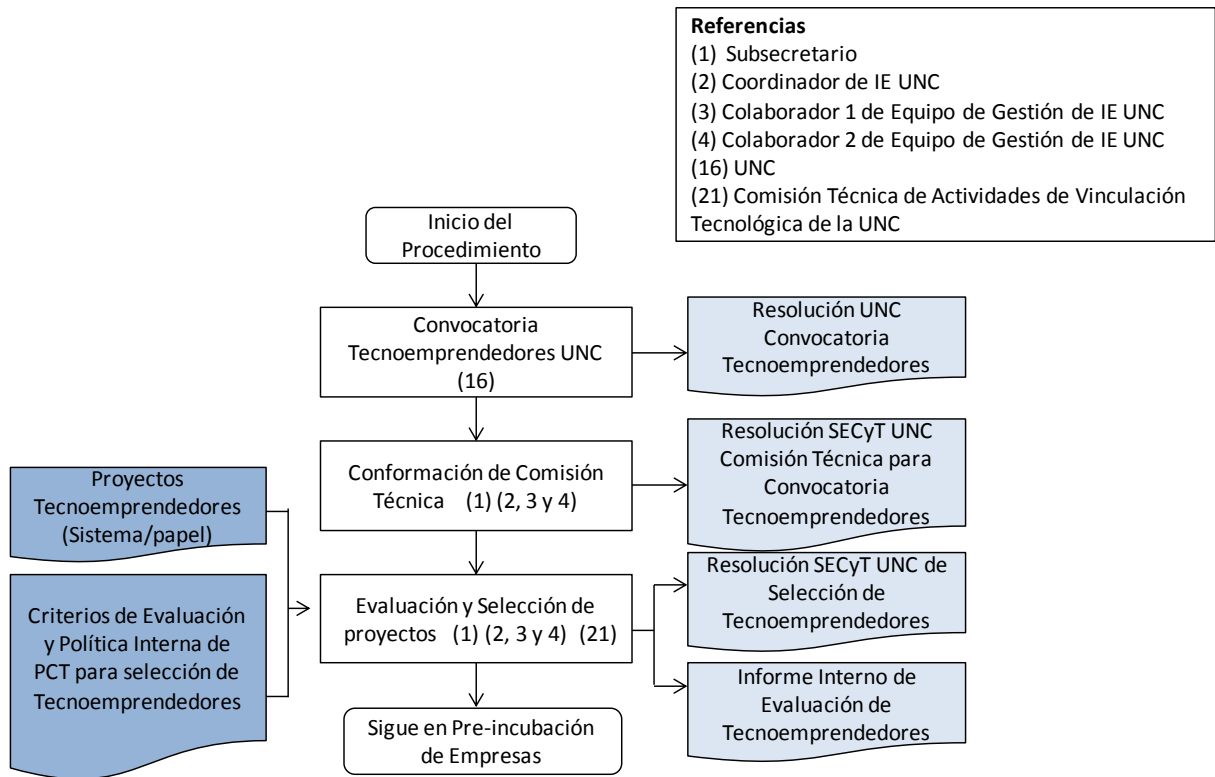 Referencias
(1) Subsecretario
(2) Coordinador de IE UNC
(3) Colaborador 1 de Equipo de Gestión de IE UNC
(4) Colaborador 2 de Equipo de Gestión de IE UNC
(16) UNC
(21) Comisión Técnica de Actividades de Vinculación
Tecnológica de la UNC
Inicio del
Procedimiento
Convocatoria
Tecnoemprendedores UNC
(16)
Resolución UNC
Convocatoria
Tecnoemprendedores
Conformación de Comisión
Técnica (1) (2, 3 y 4)
Resolución SECyT UNC
Comisión Técnica para
Convocatoria
Tecnoemprendedores
Proyectos
Tecnoemprendedores
(Sistema/papel)
Criterios de Evaluación
y Política Interna de
PCT para selección de
Tecnoemprendedores
Evaluación y Selección de
proyectos (1) (2, 3 y 4) (21)
Resolución SECyT UNC de
Selección de
Tecnoemprendedores
Informe Interno de
Evaluación de
Tecnoemprendedores
Sigue en Pre-incubación
de Empresas